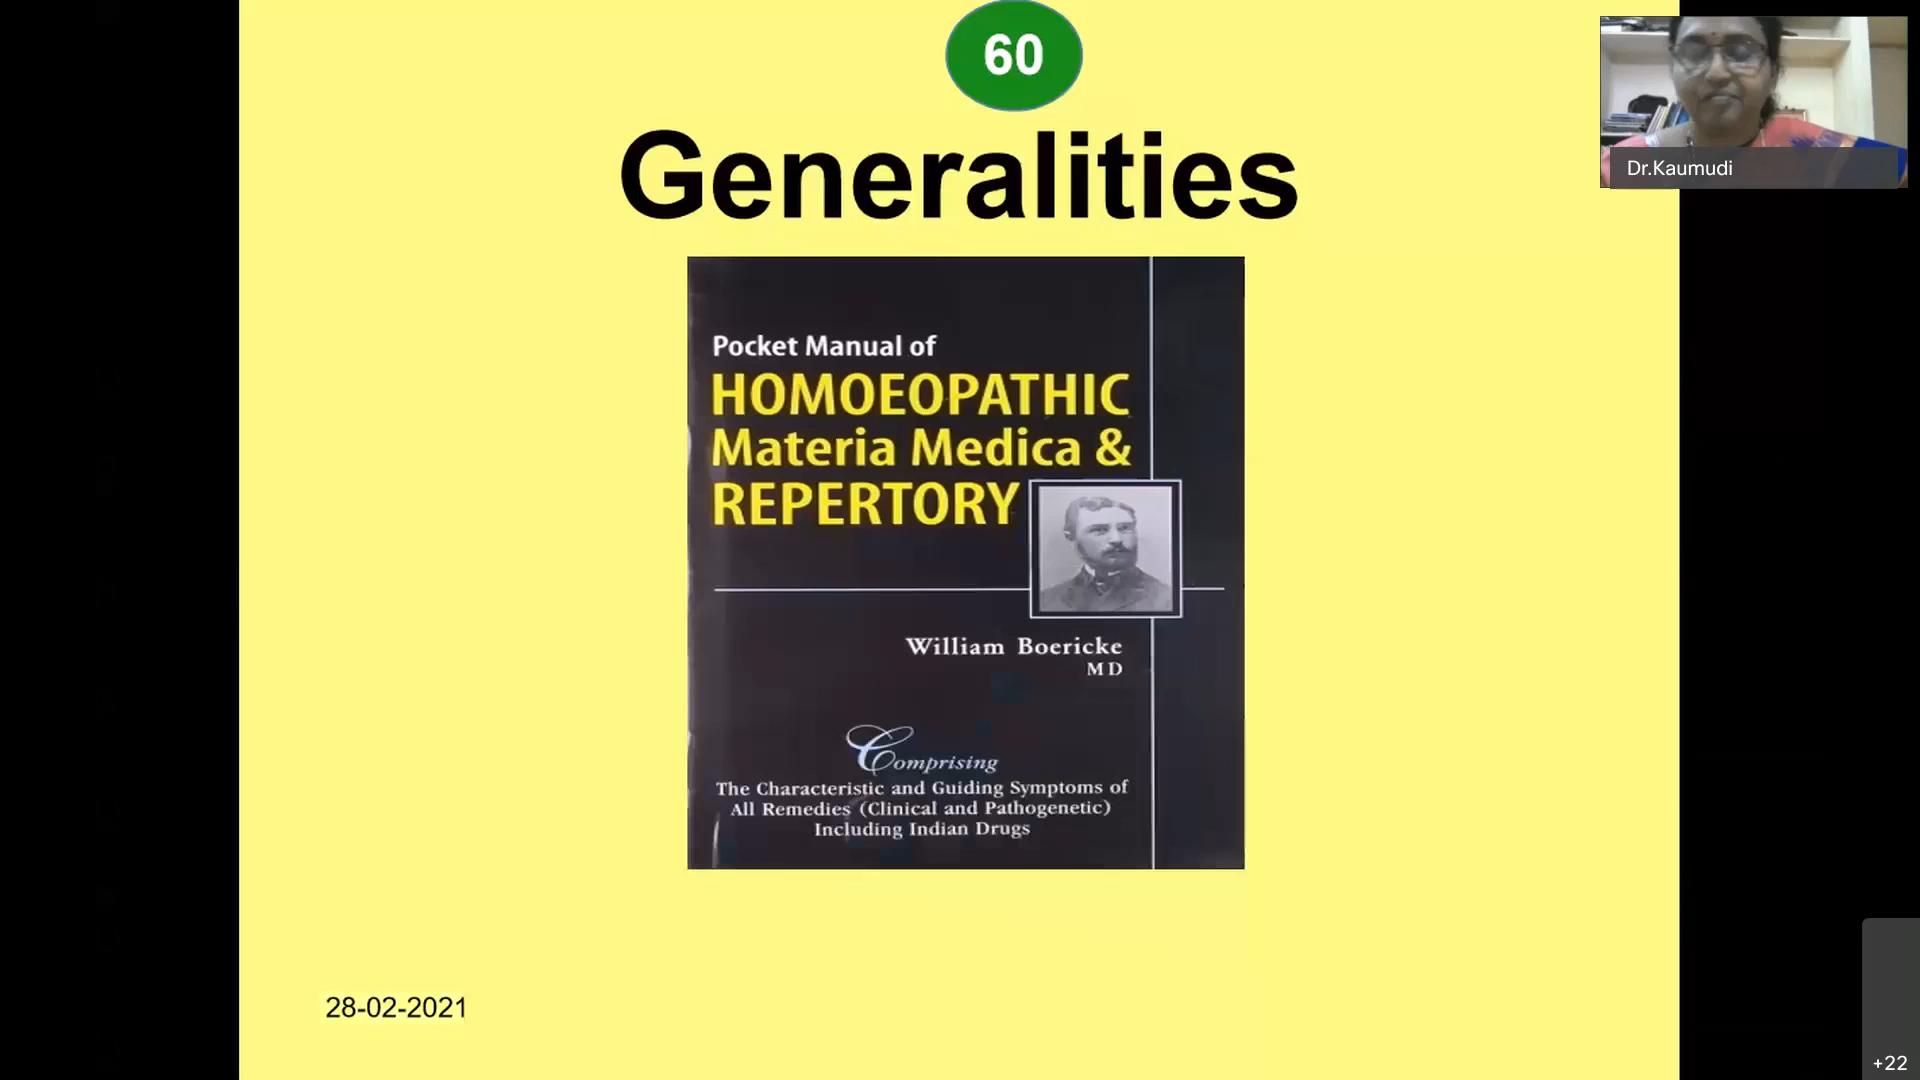 60
Generalities
Dr.Kaumudi
Pocket Manual of
HOMOEOPATHIC
Materia Medica &
REPERTORY
William Boericke
MD
Comprising
The Characteristic and Guiding Symptoms of
All Remedies (Clinical and Pathogenetic)
Including Indian Drugs
28-02-2021
+22